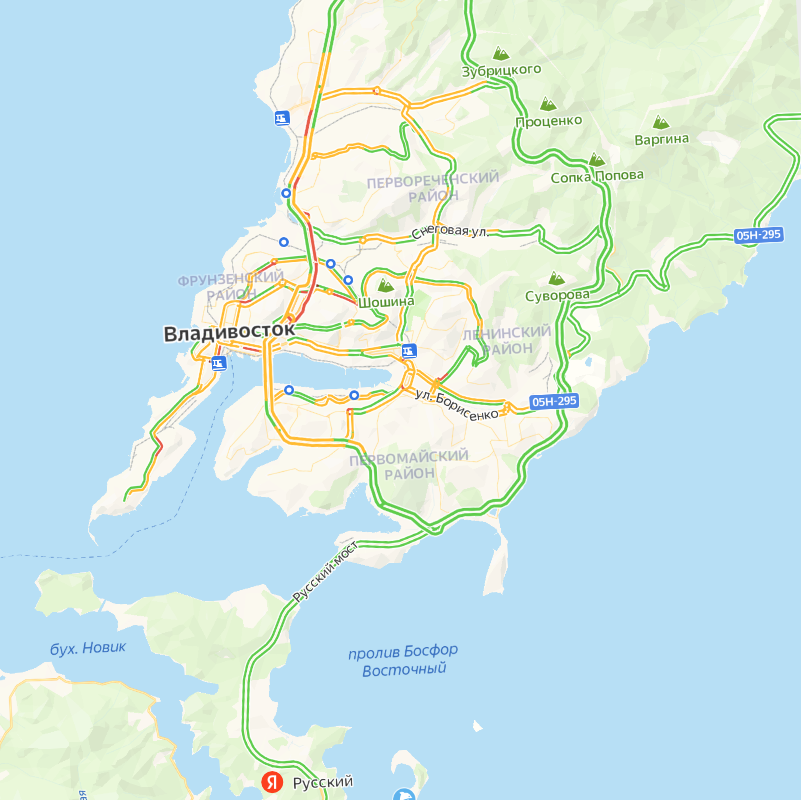 Зубрицкого
Проценко
Варгина
Сопка Попова
ПЕРВОРЕЧЕНСКИЙ
РАЙОН
Снеговая ул.
05Н-295
ФРУНЗЕНСКИЙ
РАЙОН
Шошина
Суворова
Владивосток
ЛЕНИНСКИЙ
РАЙОН
ул. Борисенко
05Н-295
ПЕРВОМАЙСКИЙ
РАЙОН
Русский мост
бух. Новик
пролив Босфор
Восточный
Я Русский